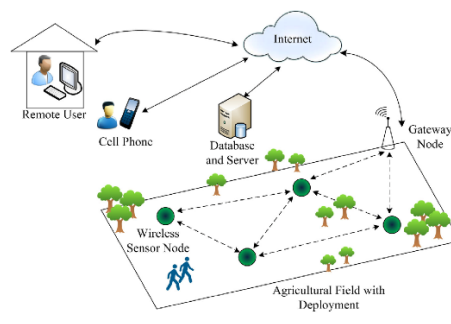 Internet
Remote User
Cell Phone
Database
and Server
Gateway
Node
Wireless
Sensor Node
Agricultural Field with
Deployment